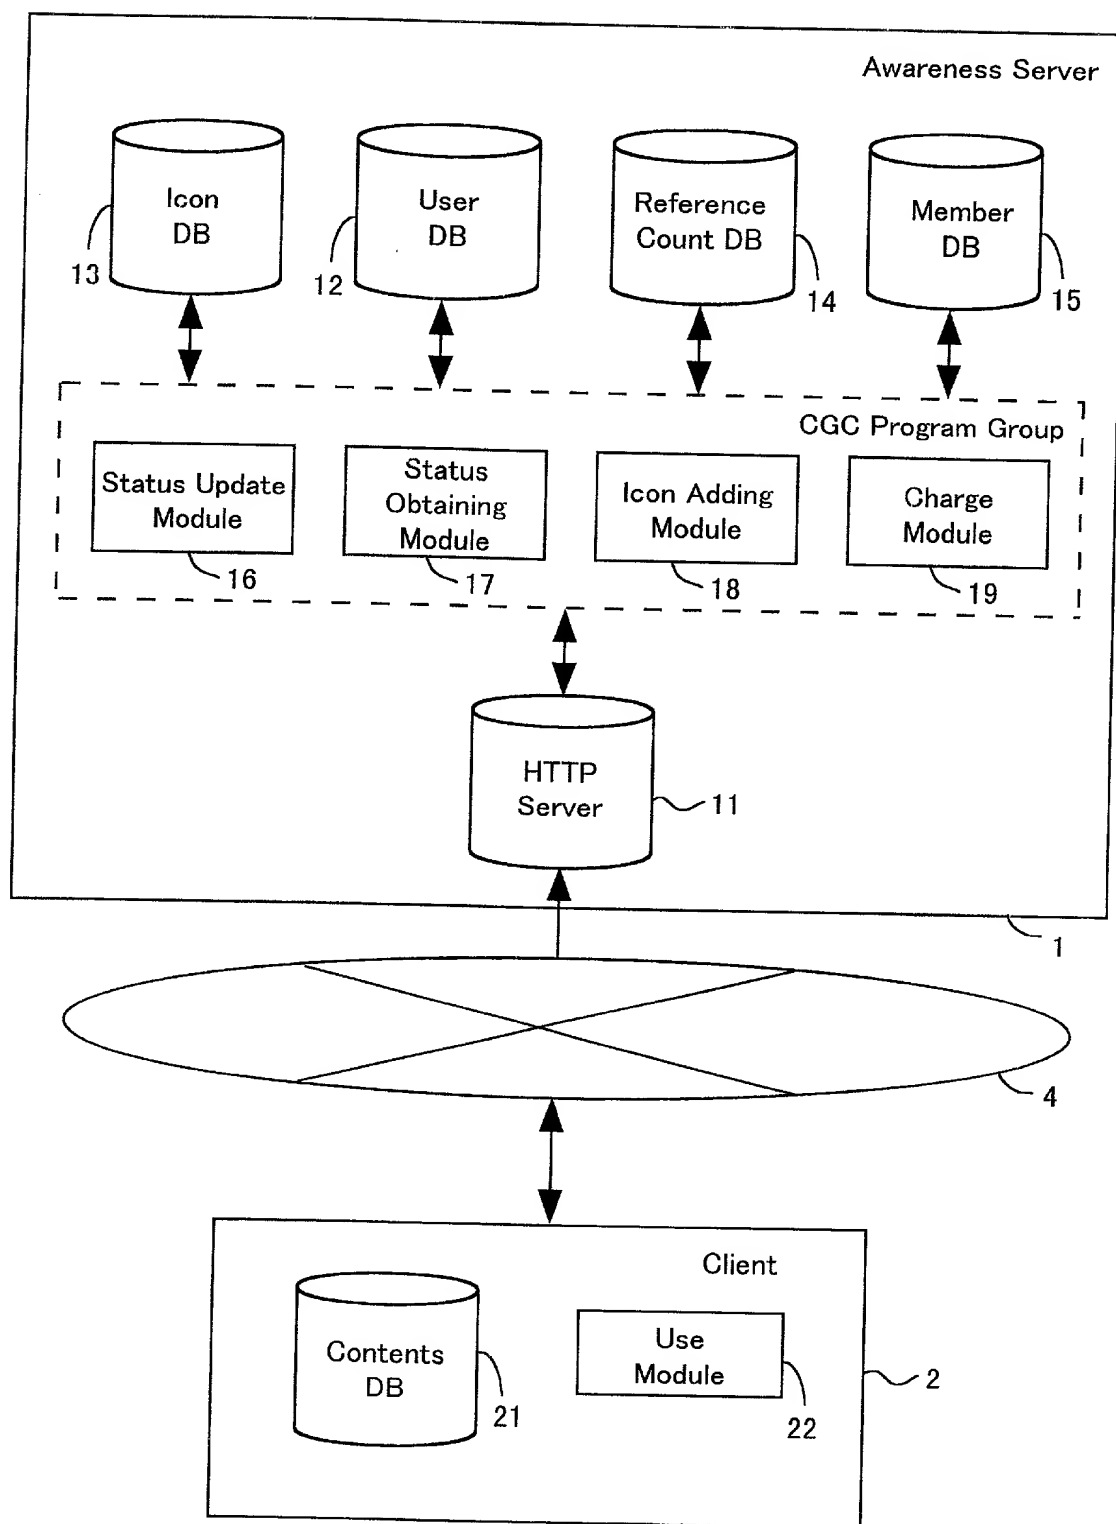 Awareness Server
Icon
DB
User
DB
Reference
Count DB
Member
DB
13
12
14
15
CGC Program Group
Status Update
Module
Status
Obtaining
Module
Icon Adding
Module
Charge
Module
16
17
18
19
HTTP
Server
11
1
4
Client
Contents
DB
Use
Module
21
22
2